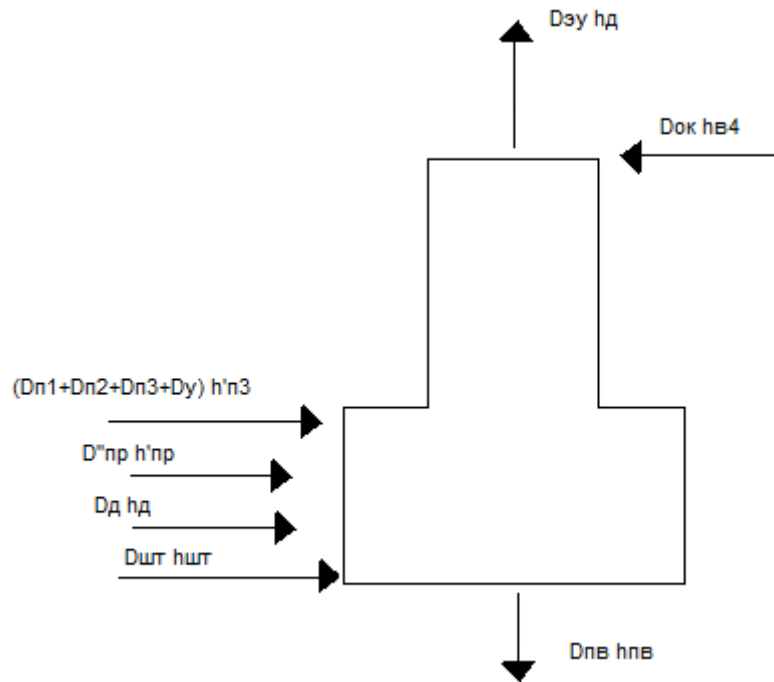 Dэу hд
Dок hв4
(Dп1+Dп2+Dп3+Dу) h'п3
D"пр h'пр
Dд hд
Dшт hшт
Dпв hпв